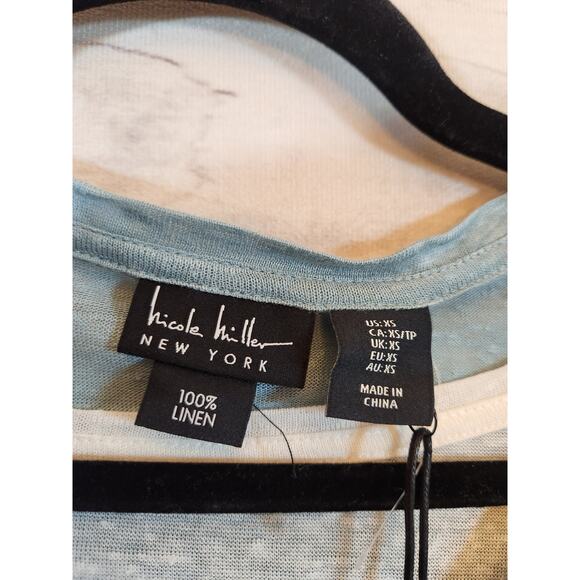 nicole miller
NEW YORK
100%
LINEN
US:XS
CA:XS/TP
UK:XS
EU:XS
AU:XS
MADE IN
CHINA